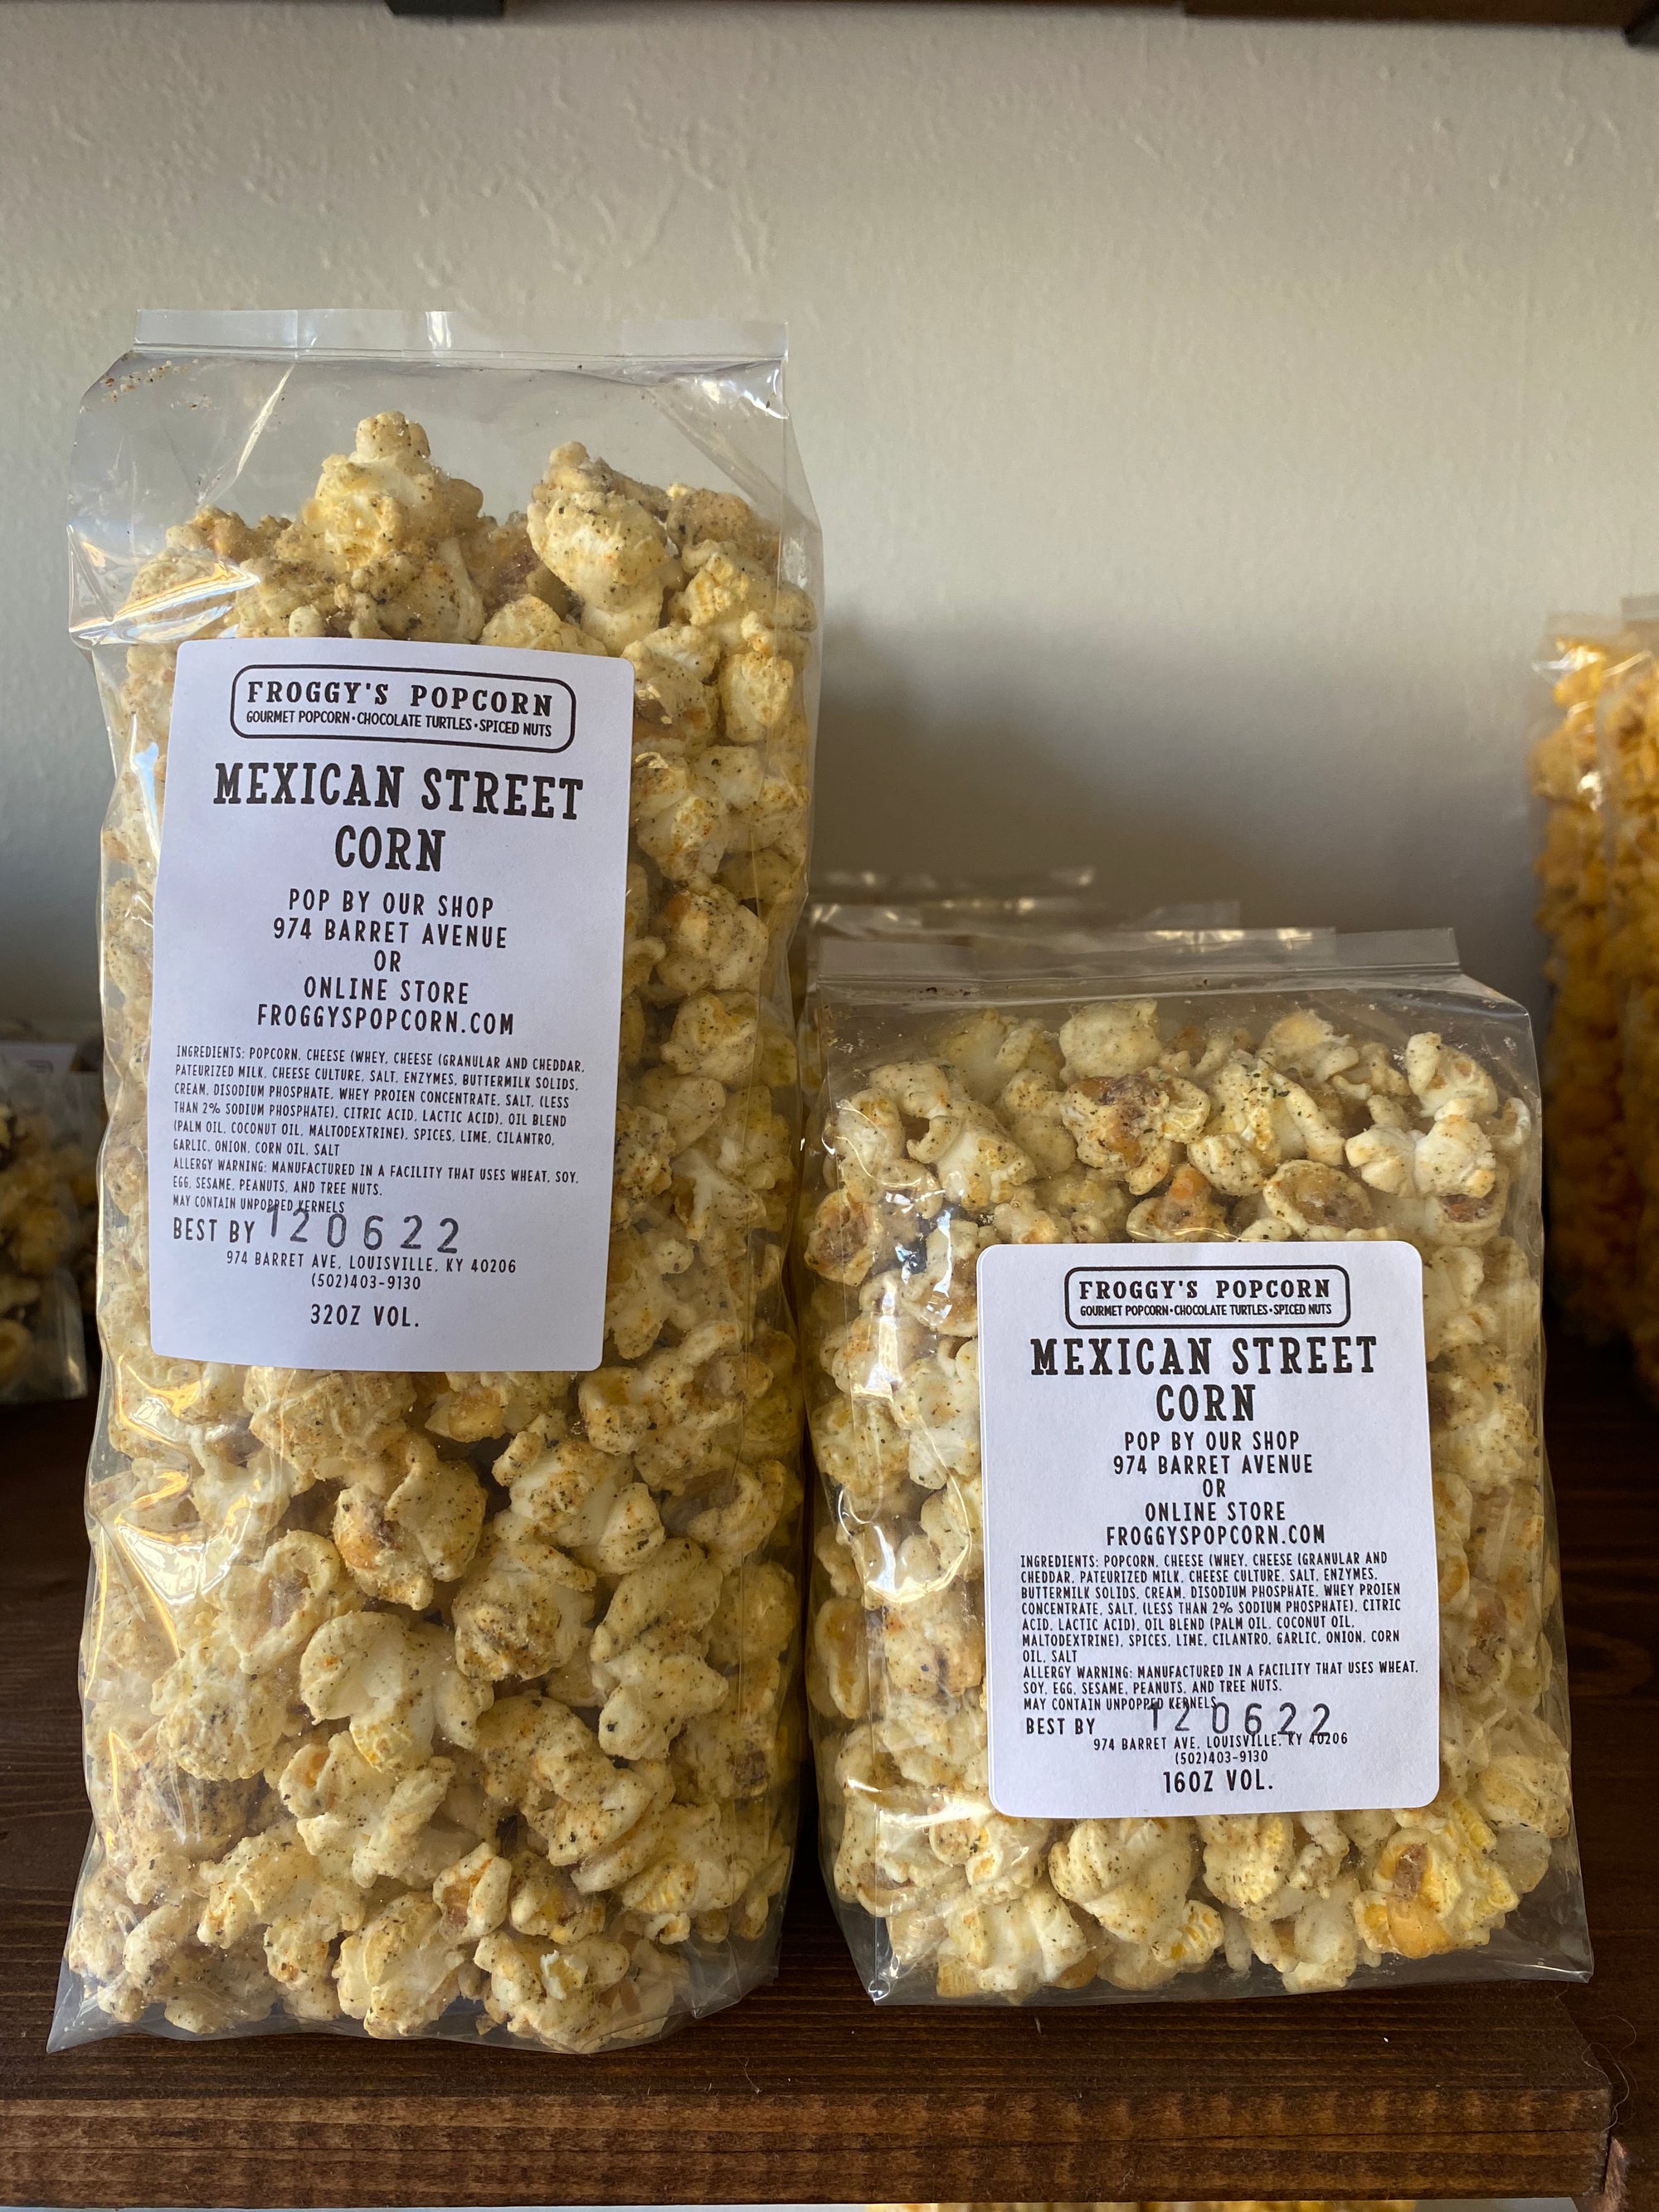 FROGGY'S POPCORN
GOURMET POPCORN•CHOCOLATE TURTLES•SPICED NUTS
MEXICAN STREET
CORN
POP BY OUR SHOP
974 BARRET AVENUE
OR
ONLINE STORE
FROGGYSPOPCORN.COM
INGREDIENTS: POPCORN, CHEESE (WHEY, CHEESE (GRANULAR AND CHEDDAR,
PATEURIZED MILK, CHEESE CULTURE, SALT, ENZYMES, BUTTERMILK SOLIDS,
CREAM, DISODIUM PHOSPHATE, WHEY PROIEN CONCENTRATE, SALT, (LESS
THAN 2% SODIUM PHOSPHATE), CITRIC ACID, LACTIC ACID), OIL BLEND
(PALM OIL, COCONUT OIL, MALTODEXTRINE), SPICES, LIME, CILANTRO,
GARLIC, ONION, CORN OIL, SALT
ALLERGY WARNING: MANUFACTURED IN A FACILITY THAT USES WHEAT, SOY,
EGG, SESAME, PEANUTS, AND TREE NUTS.
MAY CONTAIN UNPOPPED KERNELS
BEST BY 120622
974 BARRET AVE, LOUISVILLE, KY 40206
(502)403-9130
32OZ VOL.
FROGGY'S POPCORN
GOURMET POPCORN•CHOCOLATE TURTLES•SPICED NUTS
MEXICAN STREET
CORN
POP BY OUR SHOP
974 BARRET AVENUE
OR
ONLINE STORE
FROGGYSPOPCORN.COM
INGREDIENTS: POPCORN, CHEESE (WHEY, CHEESE (GRANULAR AND
CHEDDAR, PATEURIZED MILK, CHEESE CULTURE, SALT, ENZYMES,
BUTTERMILK SOLIDS, CREAM, DISODIUM PHOSPHATE, WHEY PROIEN
CONCENTRATE, SALT, (LESS THAN 2% SODIUM PHOSPHATE), CITRIC
ACID, LACTIC ACID), OIL BLEND (PALM OIL, COCONUT OIL,
MALTODEXTRINE), SPICES, LIME, CILANTRO, GARLIC, ONION, CORN
OIL, SALT
ALLERGY WARNING: MANUFACTURED IN A FACILITY THAT USES WHEAT,
SOY, EGG, SESAME, PEANUTS, AND TREE NUTS.
MAY CONTAIN UNPOPPED KERNELS
BEST BY 120622
974 BARRET AVE, LOUISVILLE, KY 40206
(502)403-9130
16OZ VOL.